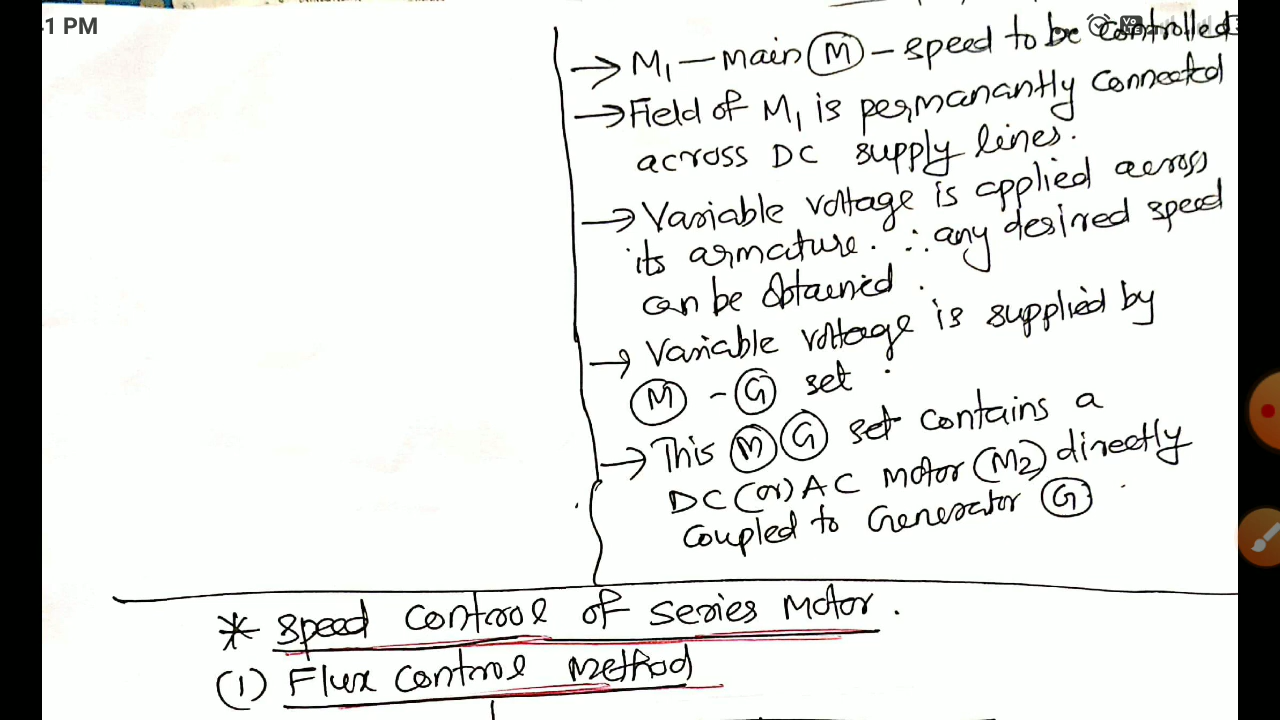 1 PM
→ M₁ — main Ⓜ – speed to be controlled
→ Field of M₁ is permanantly connected
across DC supply lines.
→ Variable voltage is applied across
its armature. ∴ any desired speed
can be obtained.
→ Variable voltage is supplied by
Ⓜ - Ⓖ set.
→ This Ⓜ Ⓖ set contains a
DC (or) AC motor (M2) directly
coupled to Generator Ⓖ.
* Speed control of series Motor.
(1) Flux control Method